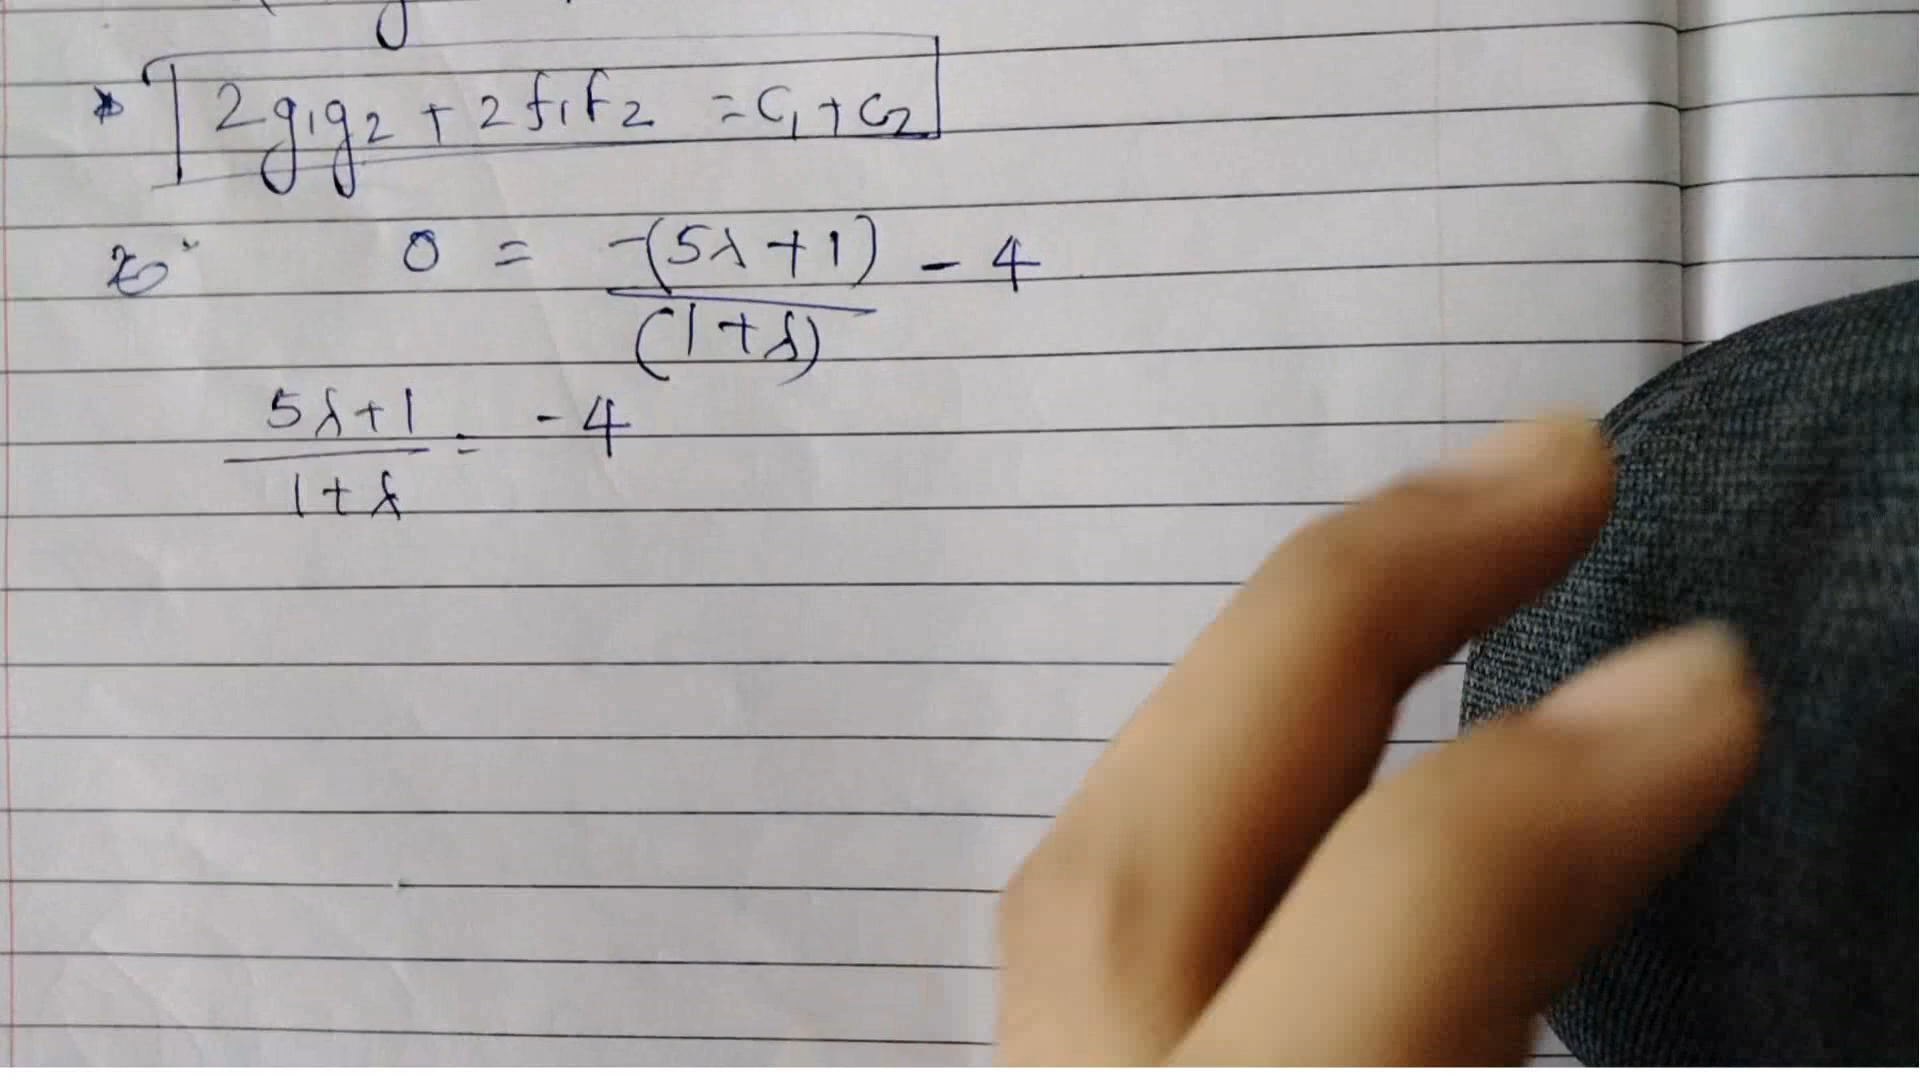 * 2g₁g₂ + 2f₁f₂ = C₁ + C₂
0 = -(5λ+1)/(1+λ) - 4
5λ+1/1+λ = -4